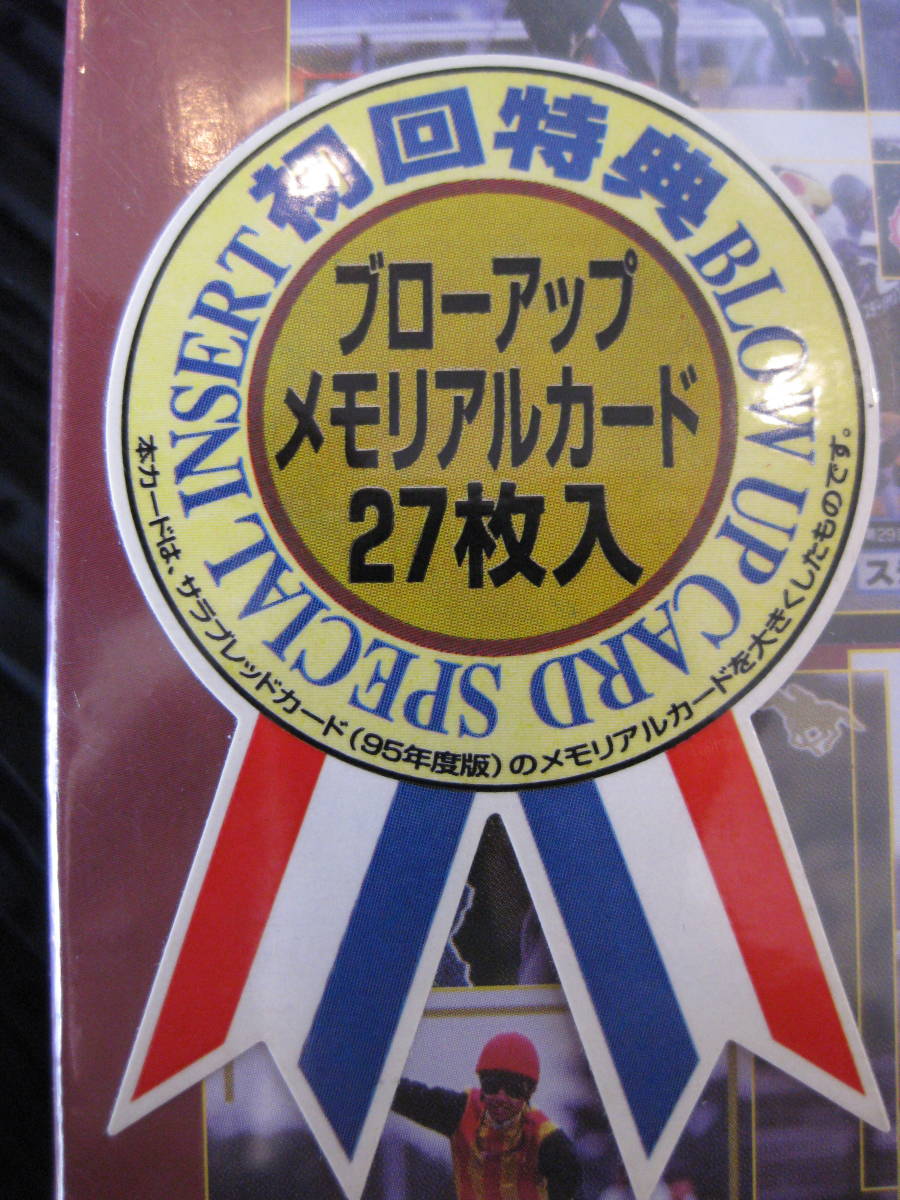 初回特典
BLOW UP CARD SPECIAL INSERT
ブローアップ
メモリアルカード
27枚入
本カードは、サラブレッドカード(95年度版)のメモリアルカードを大きくしたものです。